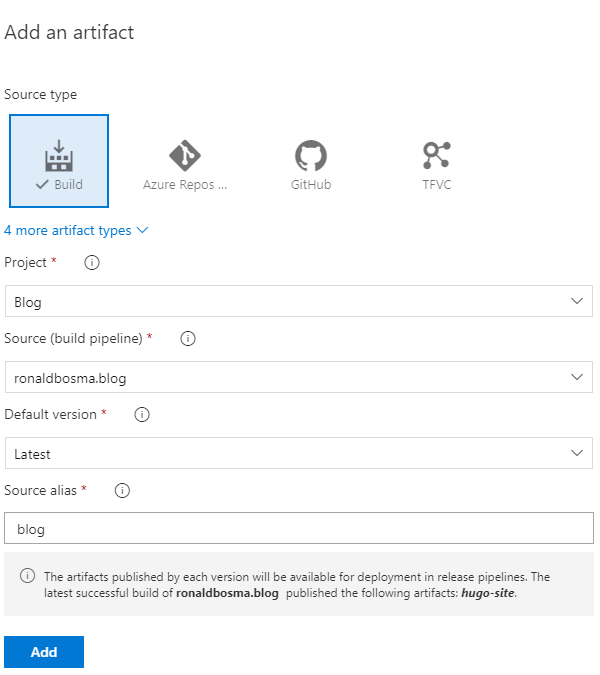 Add an artifact
Source type
Build
Azure Repos ...
GitHub
TFVC
4 more artifact types
Project *
Blog
Source (build pipeline) *
ronaldbosma.blog
Default version *
Latest
Source alias *
blog
The artifacts published by each version will be available for deployment in release pipelines. The
latest successful build of ronaldbosma.blog published the following artifacts: hugo-site.
Add